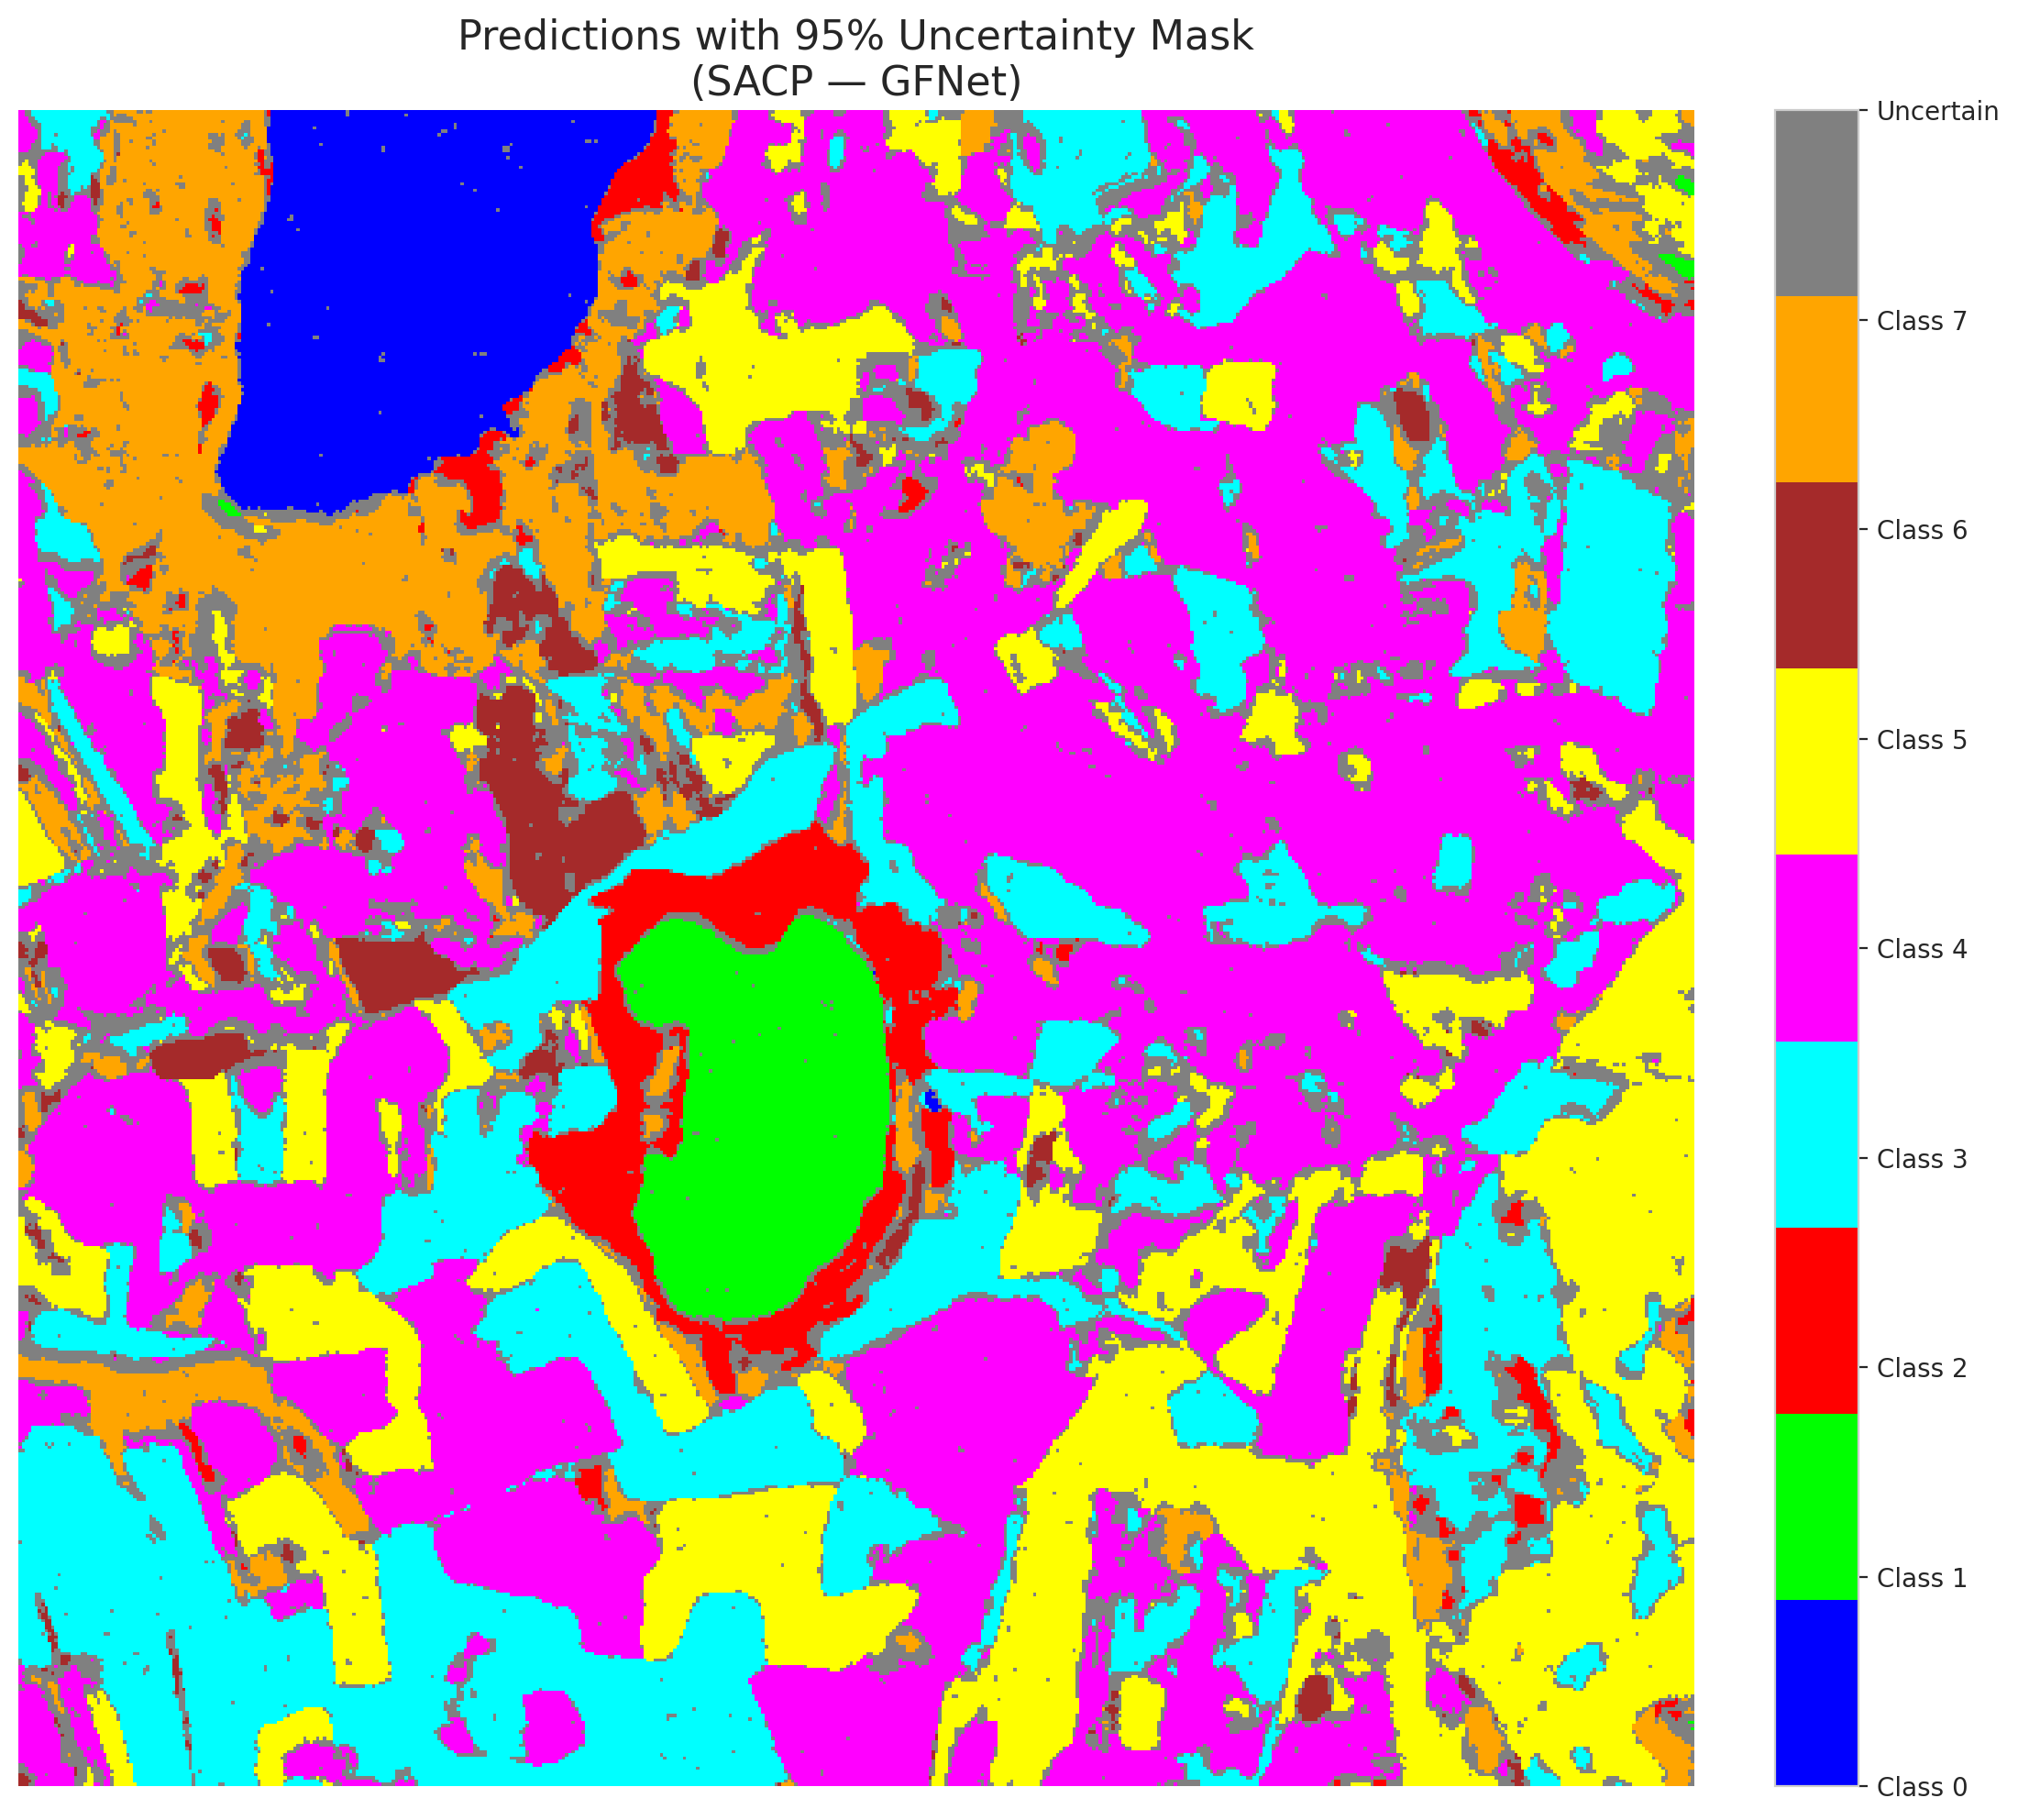 Predictions with 95% Uncertainty Mask
(SACP — GFNet)
Uncertain
Class 7
Class 6
Class 5
Class 4
Class 3
Class 2
Class 1
Class 0